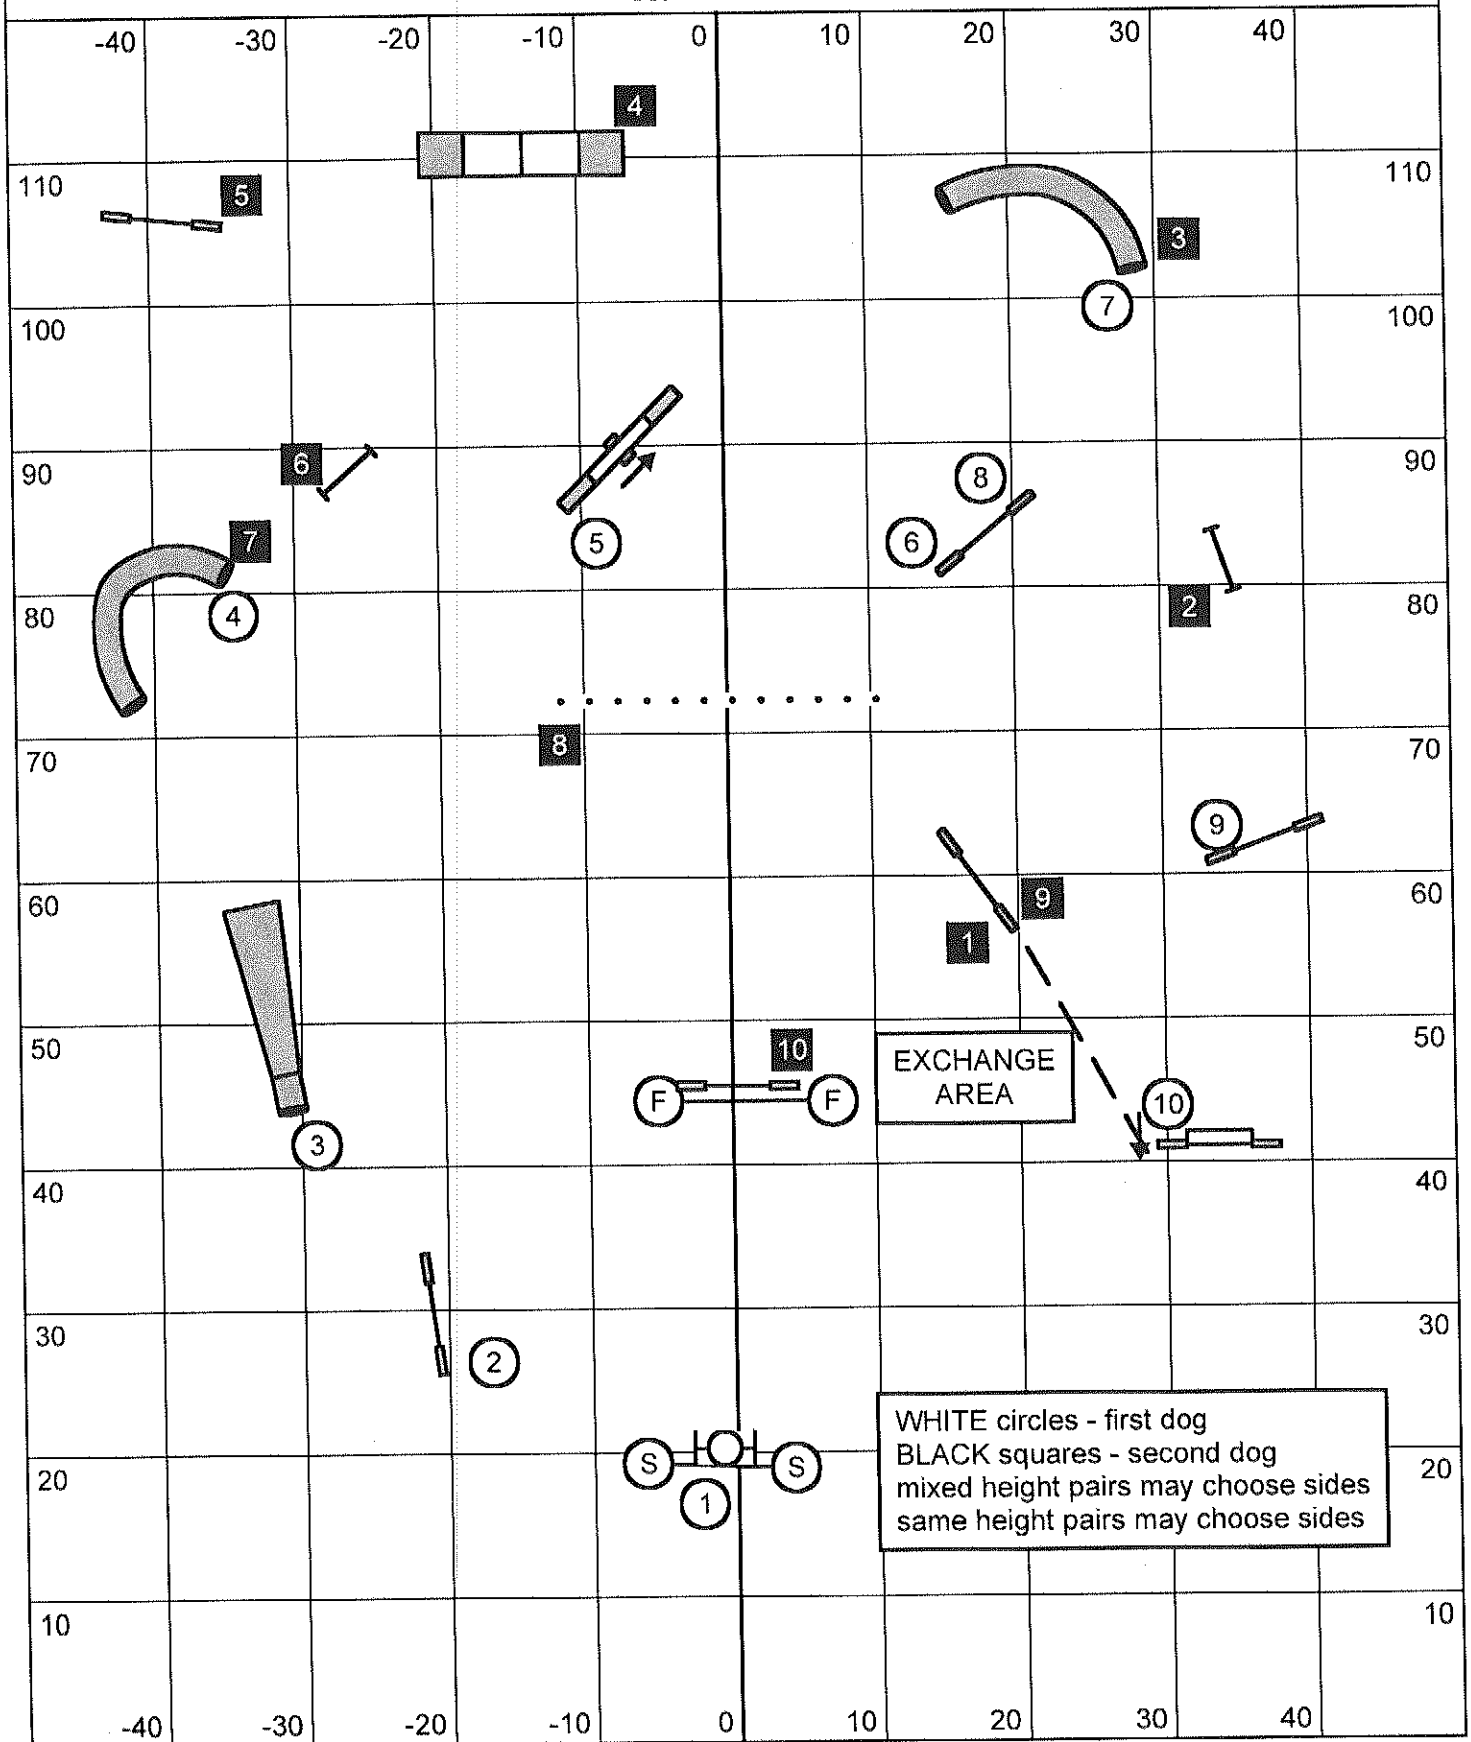 -40 -30 -20 -10 0 10 20 30 40
4
110 5 110
3
7
100 100
90 6 8 90
7 5 6
80 4 2 80
8
70 70
9
60 9 60
1
50 10 EXCHANGE 50
F F AREA 10
3
40 40
30 30
2
WHITE circles - first dog
S S BLACK squares - second dog
20 mixed height pairs may choose sides 20
1 same height pairs may choose sides
10 10
-40 -30 -20 -10 0 10 20 30 40